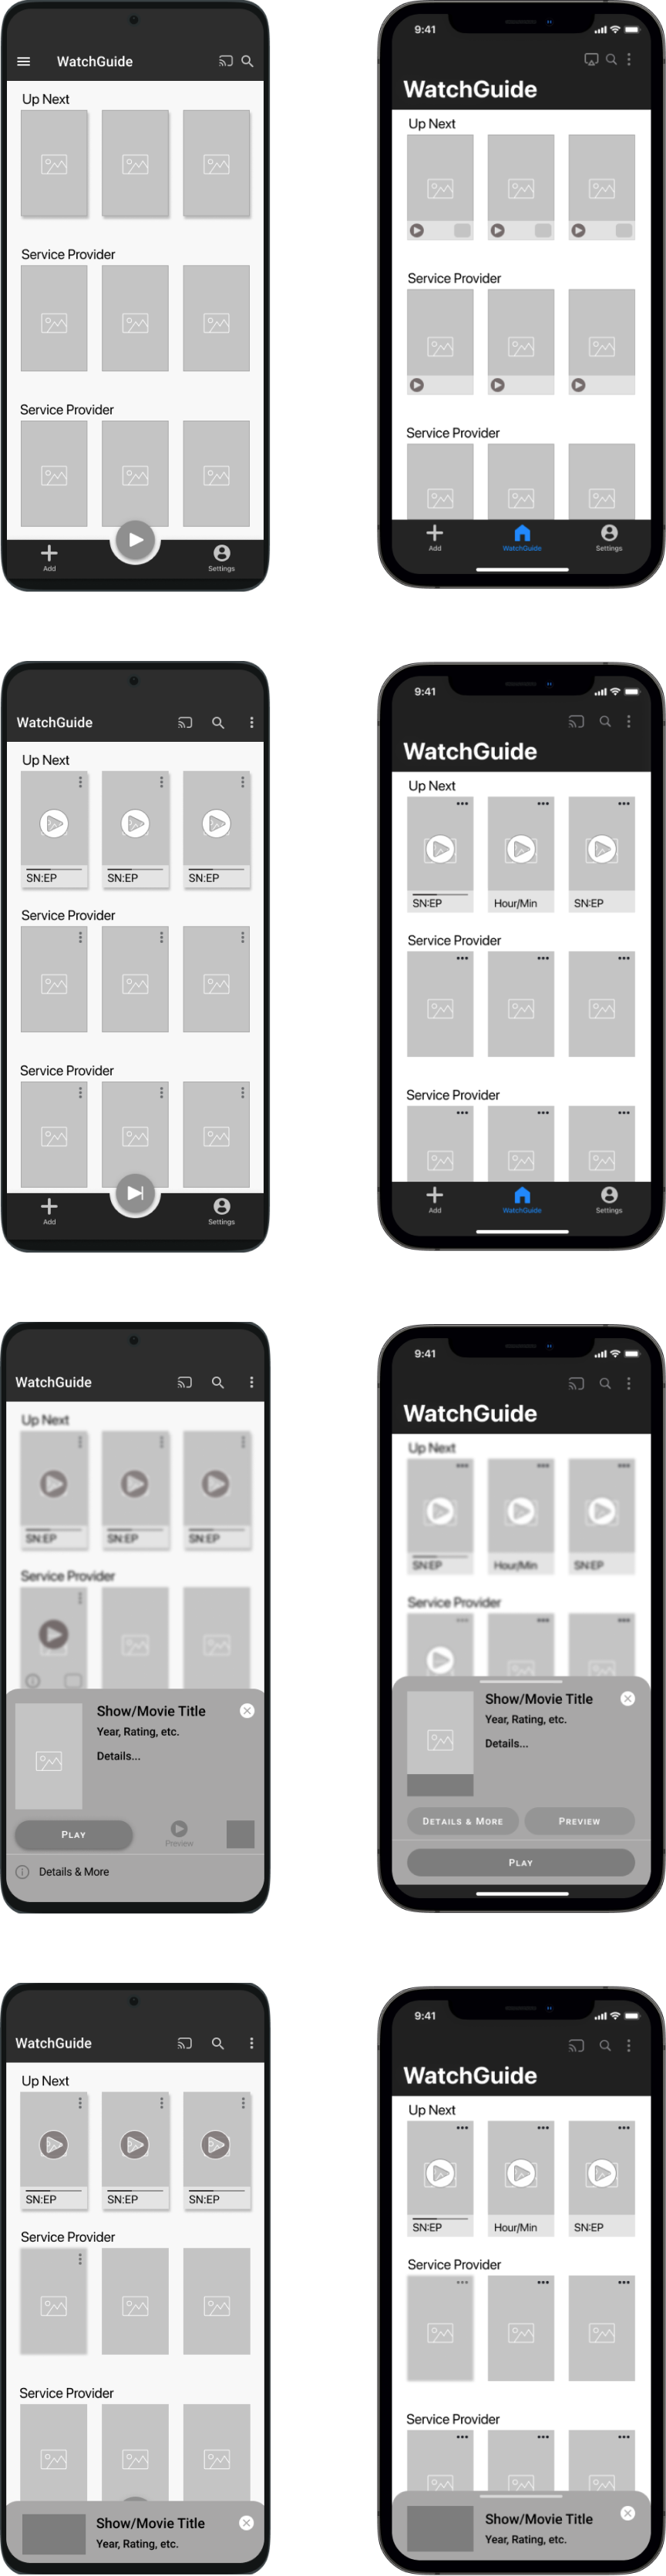 WatchGuide
Up Next
Service Provider
Service Provider
Add
Settings
9:41
WatchGuide
Up Next
Service Provider
Service Provider
Add
WatchGuide
Settings
WatchGuide
Up Next
SN:EP
SN:EP
SN:EP
Service Provider
Service Provider
Add
Settings
9:41
WatchGuide
Up Next
SN:EP
Hour/Min
SN:EP
Service Provider
Service Provider
Add
WatchGuide
Settings
WatchGuide
Up Next
SN:EP
SN:EP
SN:EP
Service Provider
Show/Movie Title
Year, Rating, etc.
Details...
PLAY
Preview
Details & More
9:41
WatchGuide
Up Next
SN:EP
Hour/Min
SN:EP
Service Provider
Show/Movie Title
Year, Rating, etc.
Details...
DETAILS & MORE
PREVIEW
PLAY
WatchGuide
Up Next
SN:EP
SN:EP
SN:EP
Service Provider
Service Provider
Show/Movie Title
Year, Rating, etc.
9:41
WatchGuide
Up Next
SN:EP
Hour/Min
SN:EP
Service Provider
Service Provider
Show/Movie Title
Year, Rating, etc.